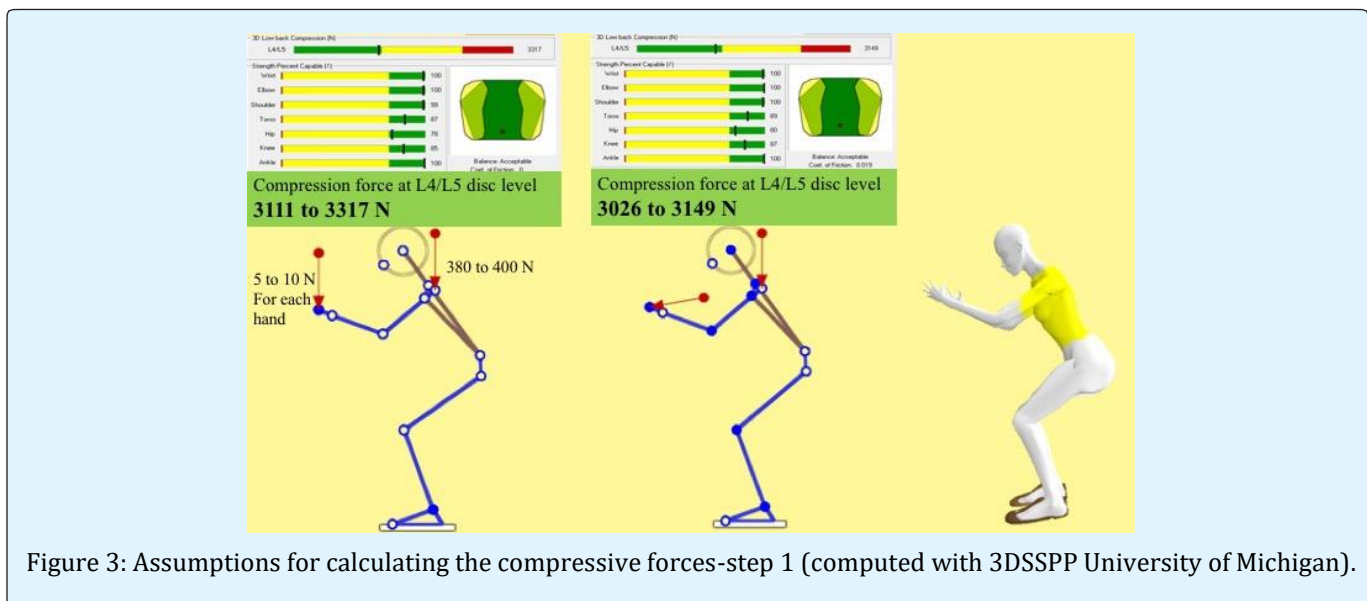 3D Low back Compression (N)
L4/L5 3317
Strength Percent Capable (%)
Wrist 100
Elbow 100
Shoulder 99
Torso 87
Hip 79
Knee 85
Ankle 100
Balance: Acceptable
Coef. of Friction: 0
Compression force at L4/L5 disc level
3111 to 3317 N
3D Low back Compression (N)
L4/L5 3149
Strength Percent Capable (%)
Wrist 100
Elbow 100
Shoulder 100
Torso 89
Hip 80
Knee 87
Ankle 100
Balance: Acceptable
Coef. of Friction: 0.019
Compression force at L4/L5 disc level
3026 to 3149 N
5 to 10 N
For each
hand
380 to 400 N
Figure 3: Assumptions for calculating the compressive forces-step 1 (computed with 3DSSPP University of Michigan).